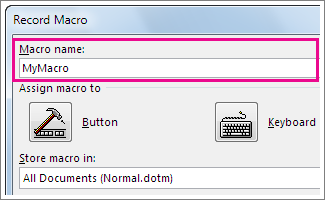 Record Macro
Macro name:
MyMacro
Assign macro to
Button Keyboard
Store macro in:
All Documents (Normal.dotm)